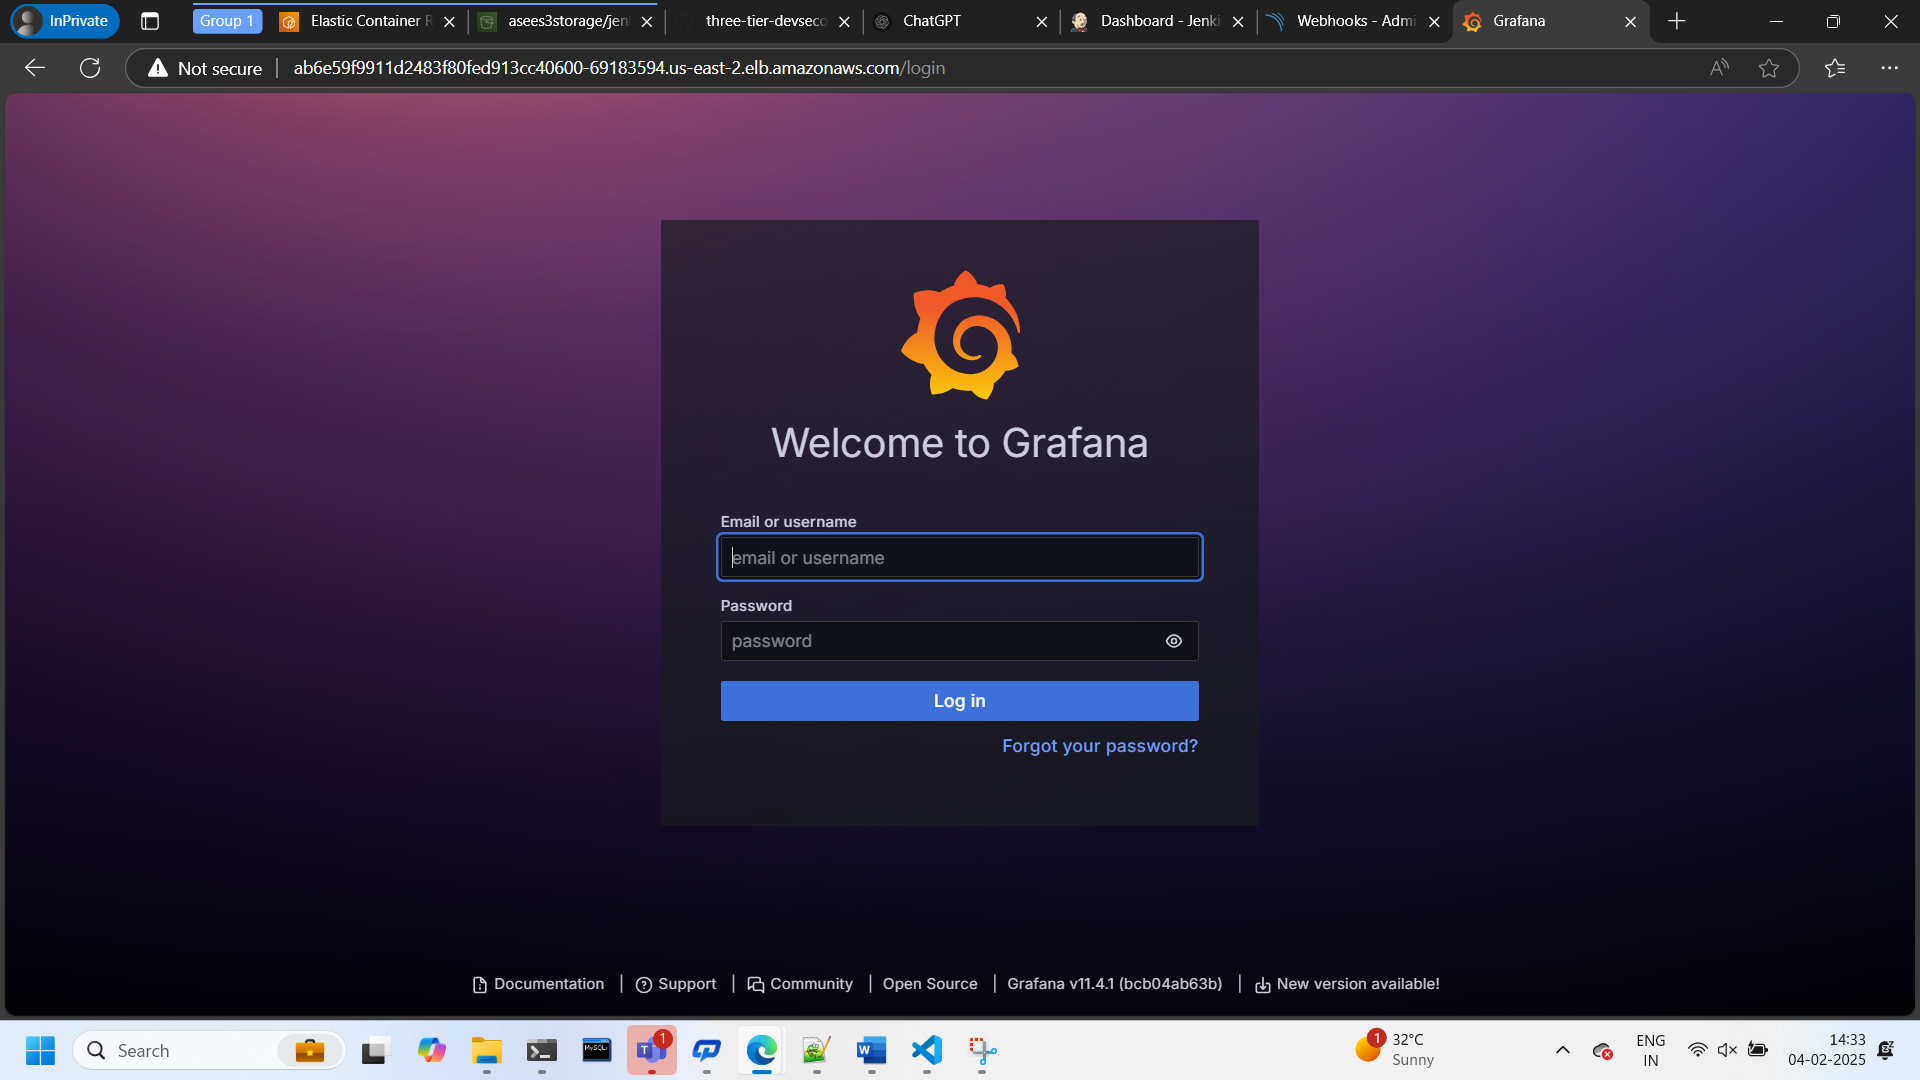 InPrivate
Group 1
Elastic Container R
asees3storage/jen
three-tier-devseco
ChatGPT
Dashboard - Jenki
Webhooks - Admi
Grafana
Not secure
ab6e59f9911d2483f80fed913cc40600-69183594.us-east-2.elb.amazonaws.com/login
Welcome to Grafana
Email or username
email or username
Password
password
Log in
Forgot your password?
Documentation | Support | Community | Open Source | Grafana v11.4.1 (bcb04ab63b) | New version available!
Search
MySQL
1
1
32°C
Sunny
ENG
IN
14:33
04-02-2025